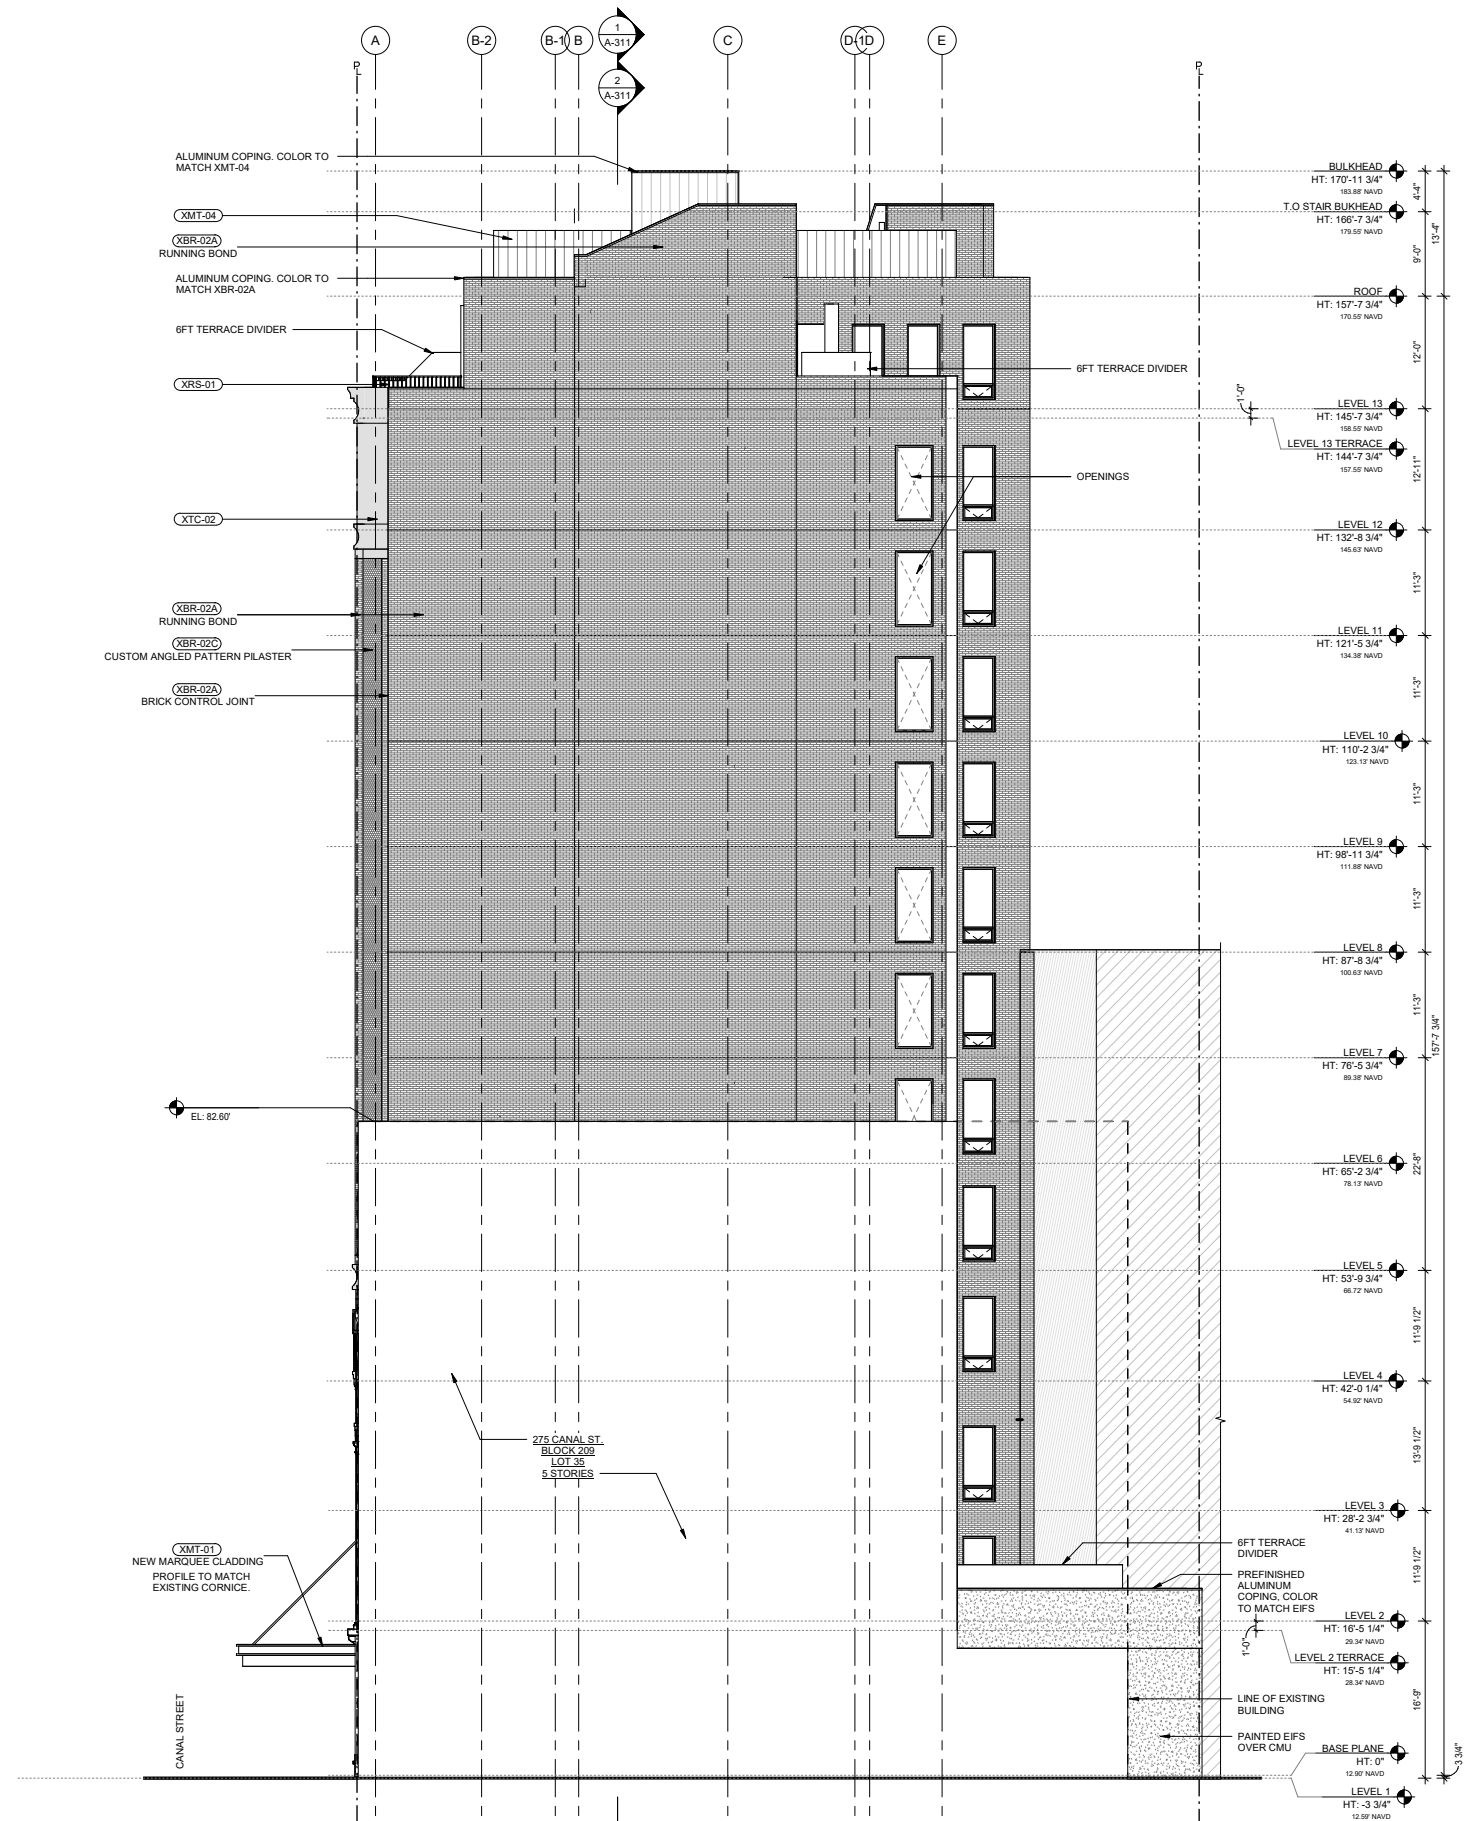 A
B-2
B-1
B
1
A-311
2
A-311
C
D-1
D
E
PL
PL
ALUMINUM COPING. COLOR TO
MATCH XMT-04
XMT-04
XBR-02A
RUNNING BOND
ALUMINUM COPING. COLOR TO
MATCH XBR-02A
6FT TERRACE DIVIDER
XRS-01
XTC-02
XBR-02A
RUNNING BOND
XBR-02C
CUSTOM ANGLED PATTERN PILASTER
XBR-02A
BRICK CONTROL JOINT
EL: 82.60'
275 CANAL ST.
BLOCK 209
LOT 35
5 STORIES
XMT-01
NEW MARQUEE CLADDING
PROFILE TO MATCH
EXISTING CORNICE.
CANAL STREET
6FT TERRACE DIVIDER
OPENINGS
6FT TERRACE
DIVIDER
PREFINISHED
ALUMINUM
COPING, COLOR
TO MATCH EIFS
LINE OF EXISTING
BUILDING
PAINTED EIFS
OVER CMU
BULKHEAD
HT: 170'-11 3/4"
183.88' NAVD
T.O STAIR BUKHEAD
HT: 166'-7 3/4"
179.55' NAVD
ROOF
HT: 157'-7 3/4"
170.55' NAVD
LEVEL 13
HT: 145'-7 3/4"
158.55' NAVD
LEVEL 13 TERRACE
HT: 144'-7 3/4"
157.55' NAVD
LEVEL 12
HT: 132'-8 3/4"
145.63' NAVD
LEVEL 11
HT: 121'-5 3/4"
134.38' NAVD
LEVEL 10
HT: 110'-2 3/4"
123.13' NAVD
LEVEL 9
HT: 98'-11 3/4"
111.88' NAVD
LEVEL 8
HT: 87'-8 3/4"
100.63' NAVD
LEVEL 7
HT: 76'-5 3/4"
89.38' NAVD
LEVEL 6
HT: 65'-2 3/4"
78.13' NAVD
LEVEL 5
HT: 53'-9 3/4"
66.72' NAVD
LEVEL 4
HT: 42'-0 1/4"
54.92' NAVD
LEVEL 3
HT: 28'-2 3/4"
41.13' NAVD
LEVEL 2
HT: 16'-5 1/4"
29.34' NAVD
LEVEL 2 TERRACE
HT: 15'-5 1/4"
28.34' NAVD
BASE PLANE
HT: 0"
12.90' NAVD
LEVEL 1
HT: -3 3/4"
12.59' NAVD
4'-4"
13'-4"
9'-0"
12'-0"
1'-0"
12'-11"
11'-3"
11'-3"
11'-3"
11'-3"
11'-3"
157'-7 3/4"
22'-8"
11'-9 1/2"
13'-9 1/2"
11'-9 1/2"
1'-0"
16'-9"
3 3/4"